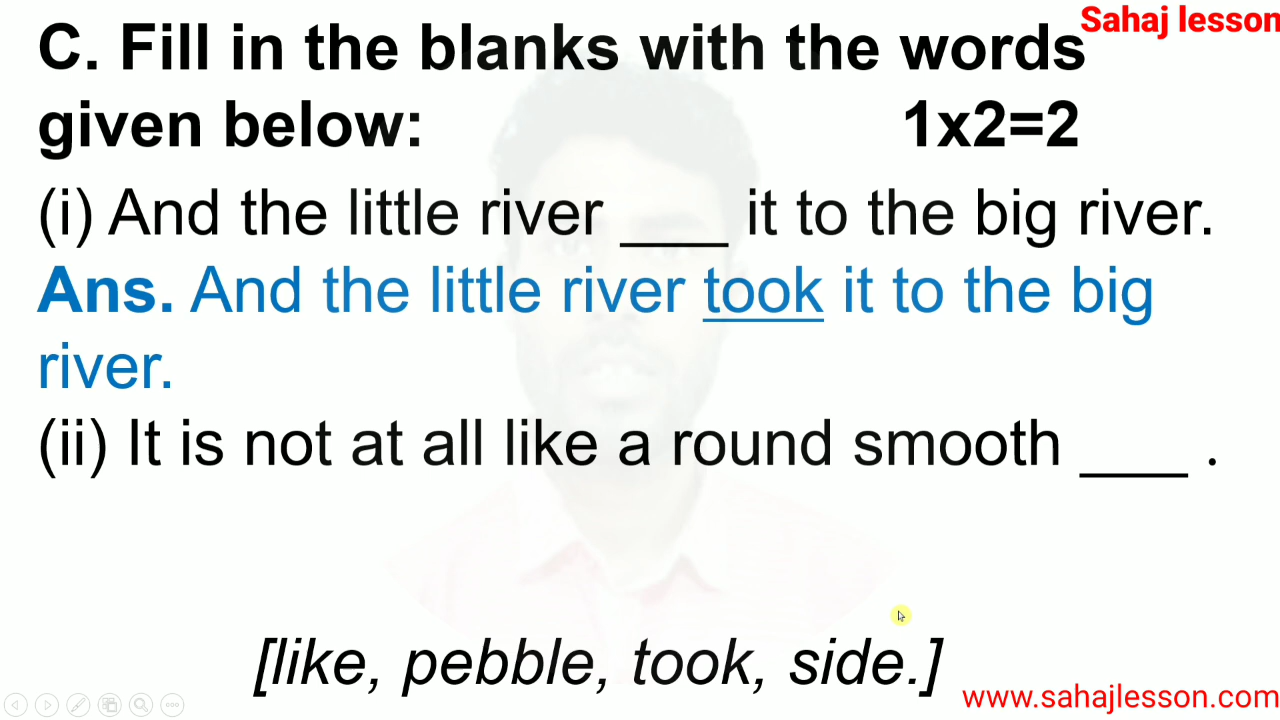 Sahaj lesson
C. Fill in the blanks with the words
given below: 1x2=2
(i) And the little river ___ it to the big river.
Ans. And the little river took it to the big
river.
(ii) It is not at all like a round smooth ___ .
[like, pebble, took, side.]
www.sahajlesson.com